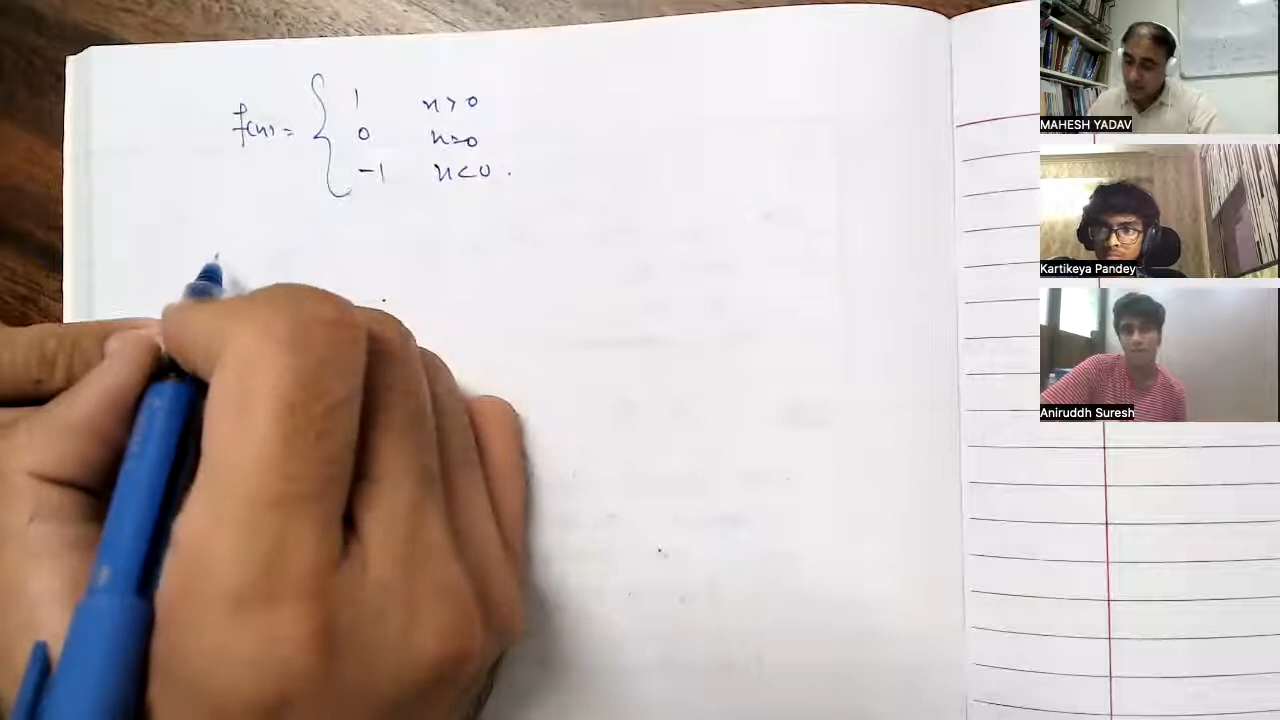 f(x) = { 1 x > 0
0 x = 0
-1 x < 0 .
MAHESH YADAV
Kartikeya Pandey
Aniruddh Suresh